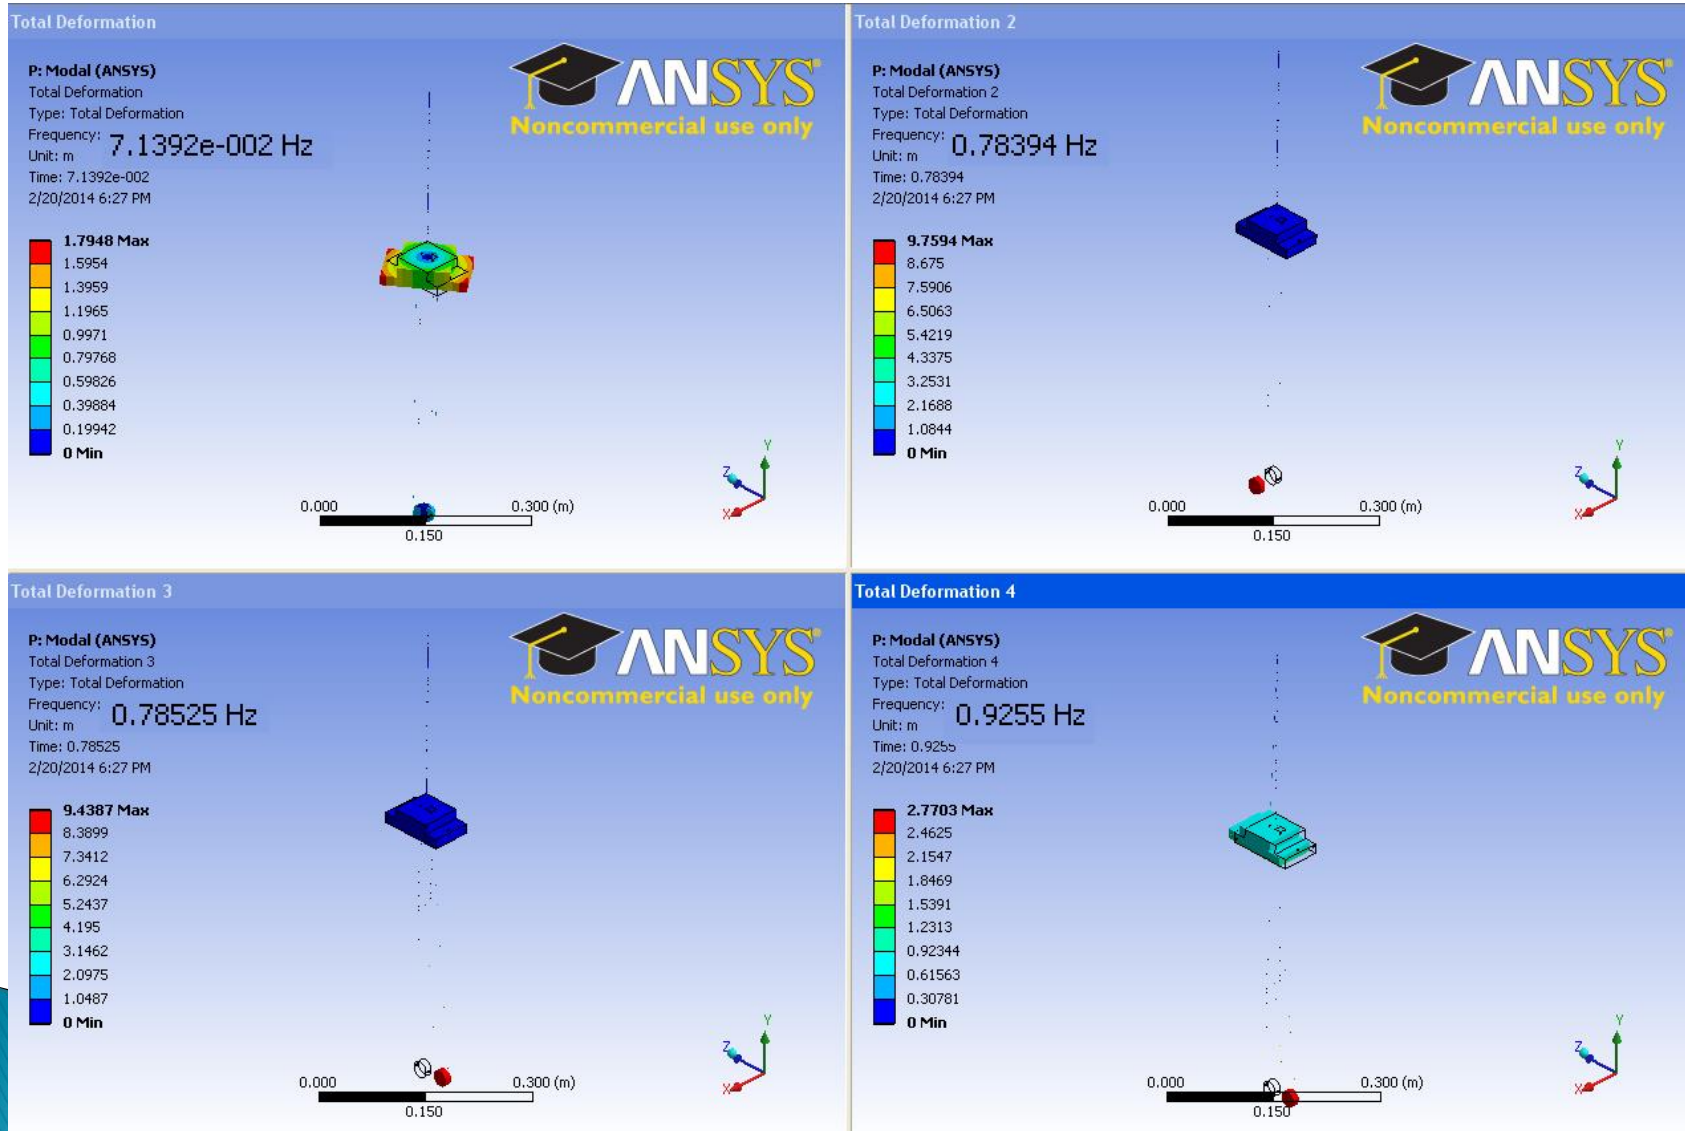 Total Deformation
P: Modal (ANSYS)
Total Deformation
Type: Total Deformation
Frequency: 7.1392e-002 Hz
Unit: m
Time: 7.1392e-002
2/20/2014 6:27 PM
1.7948 Max
1.5954
1.3959
1.1965
0.9971
0.79768
0.59826
0.39884
0.19942
0 Min
ANSYS
Noncommercial use only
Y
Z
X
0.000
0.300 (m)
0.150
Total Deformation 2
P: Modal (ANSYS)
Total Deformation 2
Type: Total Deformation
Frequency: 0.78394 Hz
Unit: m
Time: 0.78394
2/20/2014 6:27 PM
9.7594 Max
8.675
7.5906
6.5063
5.4219
4.3375
3.2531
2.1688
1.0844
0 Min
ANSYS
Noncommercial use only
Y
Z
X
0.000
0.300 (m)
0.150
Total Deformation 3
P: Modal (ANSYS)
Total Deformation 3
Type: Total Deformation
Frequency: 0.78525 Hz
Unit: m
Time: 0.78525
2/20/2014 6:27 PM
9.4387 Max
8.3899
7.3412
6.2924
5.2437
4.195
3.1462
2.0975
1.0487
0 Min
ANSYS
Noncommercial use only
Y
Z
X
0.000
0.300 (m)
0.150
Total Deformation 4
P: Modal (ANSYS)
Total Deformation 4
Type: Total Deformation
Frequency: 0.9255 Hz
Unit: m
Time: 0.9255
2/20/2014 6:27 PM
2.7703 Max
2.4625
2.1547
1.8469
1.5391
1.2313
0.92344
0.61563
0.30781
0 Min
ANSYS
Noncommercial use only
Y
Z
X
0.000
0.300 (m)
0.150